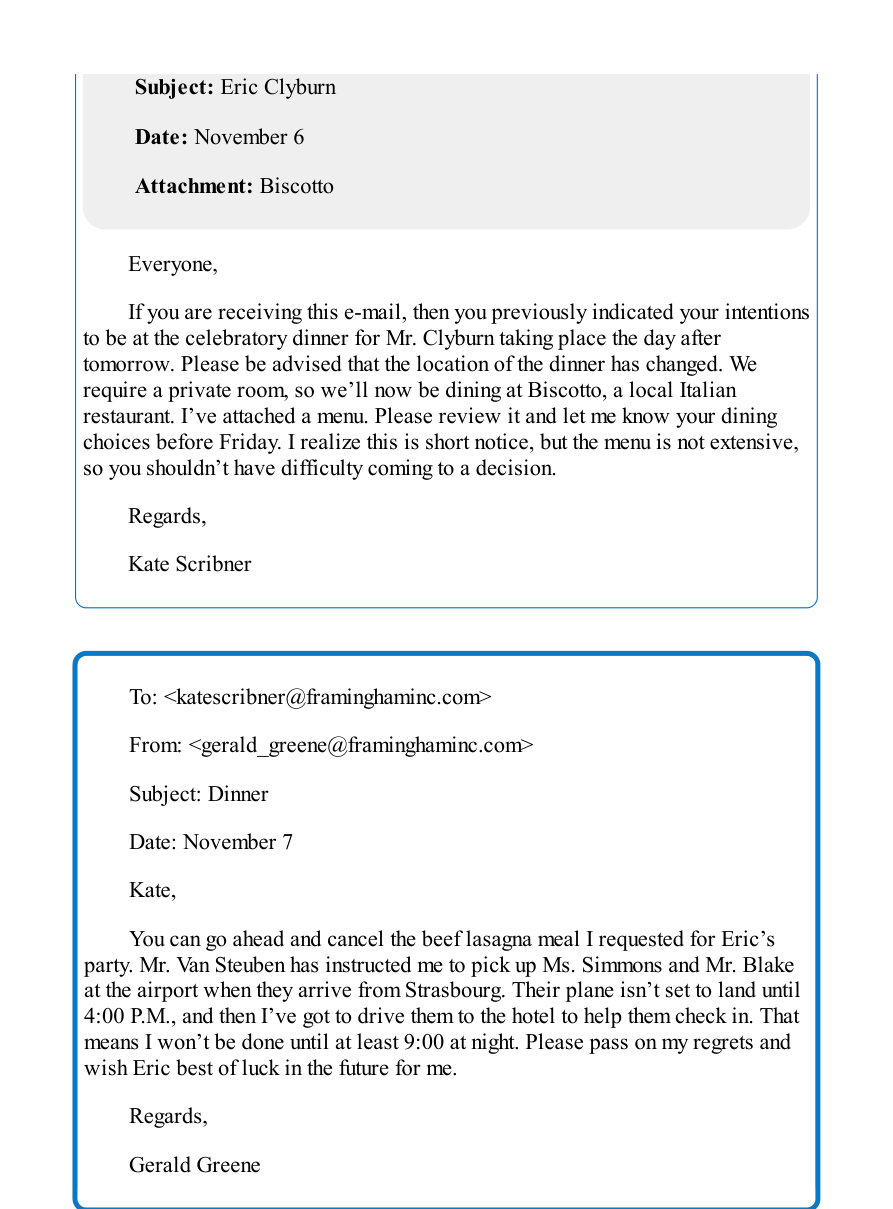 Subject: Eric Clyburn
Date: November 6
Attachment: Biscotto
Everyone,
If you are receiving this e-mail, then you previously indicated your intentions
to be at the celebratory dinner for Mr. Clyburn taking place the day after
tomorrow. Please be advised that the location of the dinner has changed. We
require a private room, so we’ll now be dining at Biscotto, a local Italian
restaurant. I’ve attached a menu. Please review it and let me know your dining
choices before Friday. I realize this is short notice, but the menu is not extensive,
so you shouldn’t have difficulty coming to a decision.
Regards,
Kate Scribner
To: <katescribner@framinghaminc.com>
From: <gerald_greene@framinghaminc.com>
Subject: Dinner
Date: November 7
Kate,
You can go ahead and cancel the beef lasagna meal I requested for Eric’s
party. Mr. Van Steuben has instructed me to pick up Ms. Simmons and Mr. Blake
at the airport when they arrive from Strasbourg. Their plane isn’t set to land until
4:00 P.M., and then I’ve got to drive them to the hotel to help them check in. That
means I won’t be done until at least 9:00 at night. Please pass on my regrets and
wish Eric best of luck in the future for me.
Regards,
Gerald Greene